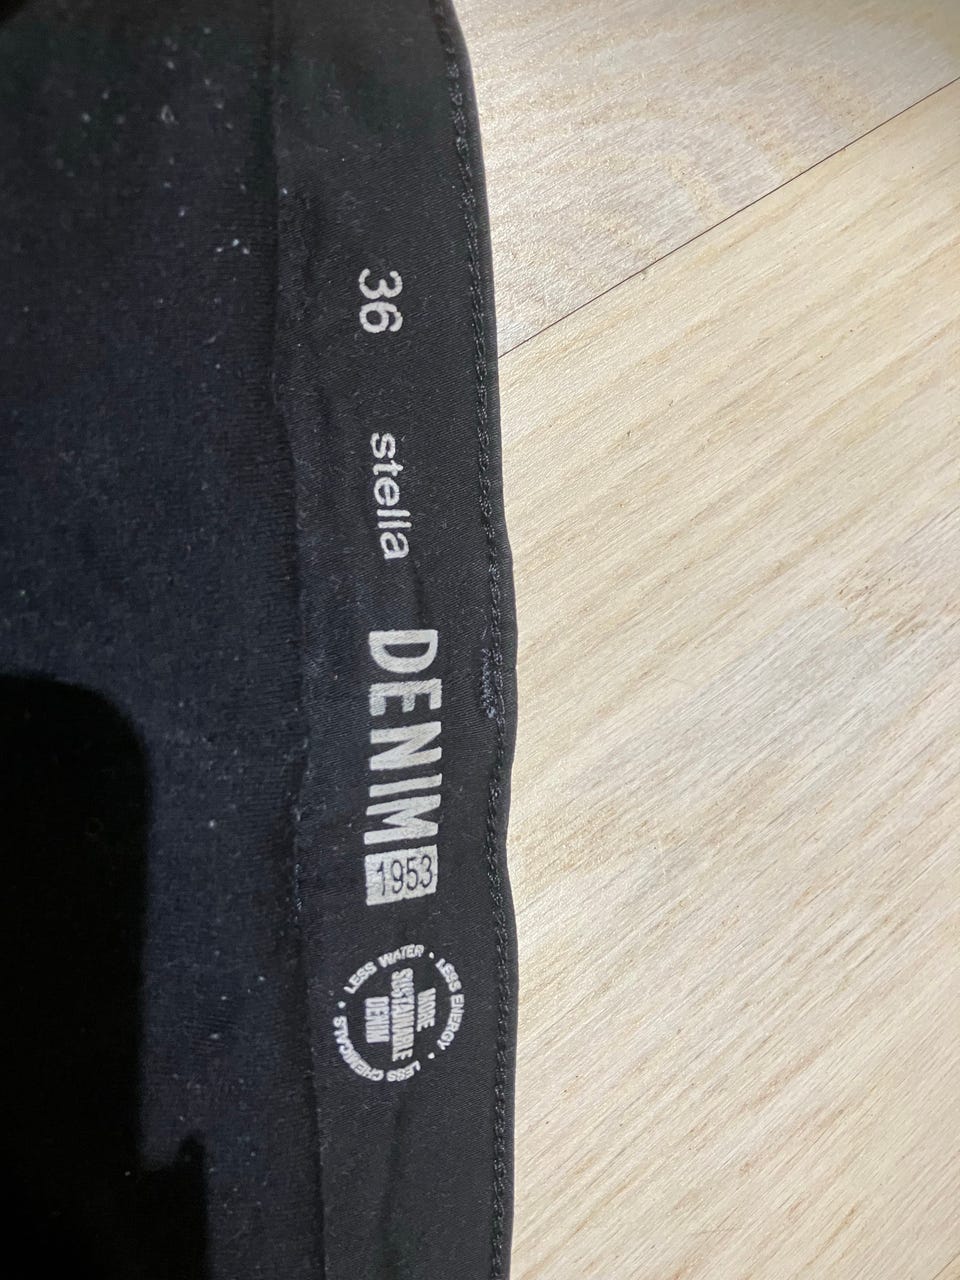 36
stella
DENIM
1953
LESS WATER • LESS ENERGY • LESS CHEMICALS •
MORE
SUSTAINABLE
DENIM